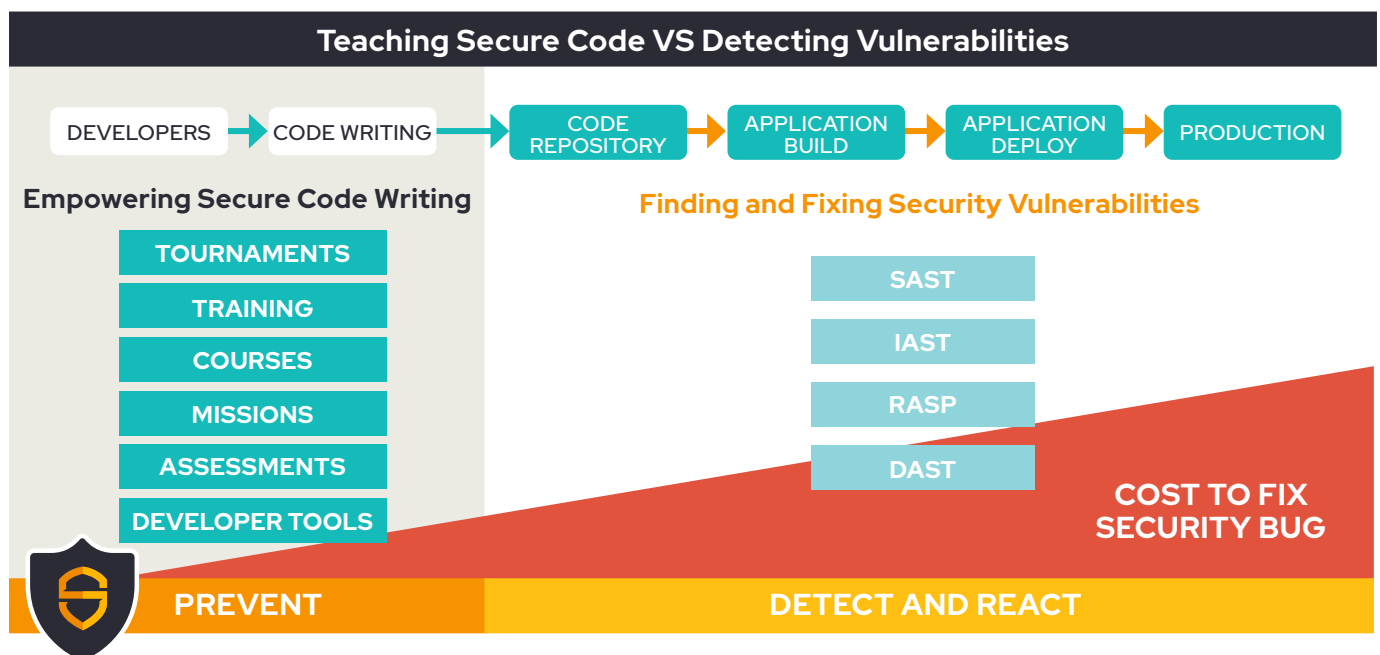 Teaching Secure Code VS Detecting Vulnerabilities
DEVELOPERS
CODE WRITING
CODE
REPOSITORY
APPLICATION
BUILD
APPLICATION
DEPLOY
PRODUCTION
Empowering Secure Code Writing
TOURNAMENTS
TRAINING
COURSES
MISSIONS
ASSESSMENTS
DEVELOPER TOOLS
Finding and Fixing Security Vulnerabilities
SAST
IAST
RASP
DAST
COST TO FIX
SECURITY BUG
PREVENT
DETECT AND REACT